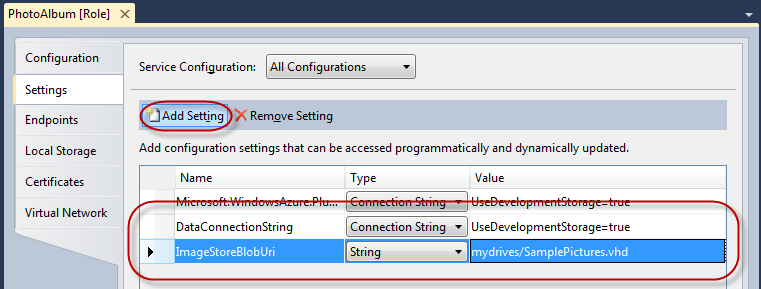 PhotoAlbum [Role]
Configuration
Settings
Endpoints
Local Storage
Certificates
Virtual Network
Service Configuration: All Configurations
Add Setting Remove Setting
Add configuration settings that can be accessed programmatically and dynamically updated.
Name Type Value
Microsoft.WindowsAzure.Plu... Connection String UseDevelopmentStorage=true
DataConnectionString Connection String UseDevelopmentStorage=true
ImageStoreBlobUri String mydrives/SamplePictures.vhd